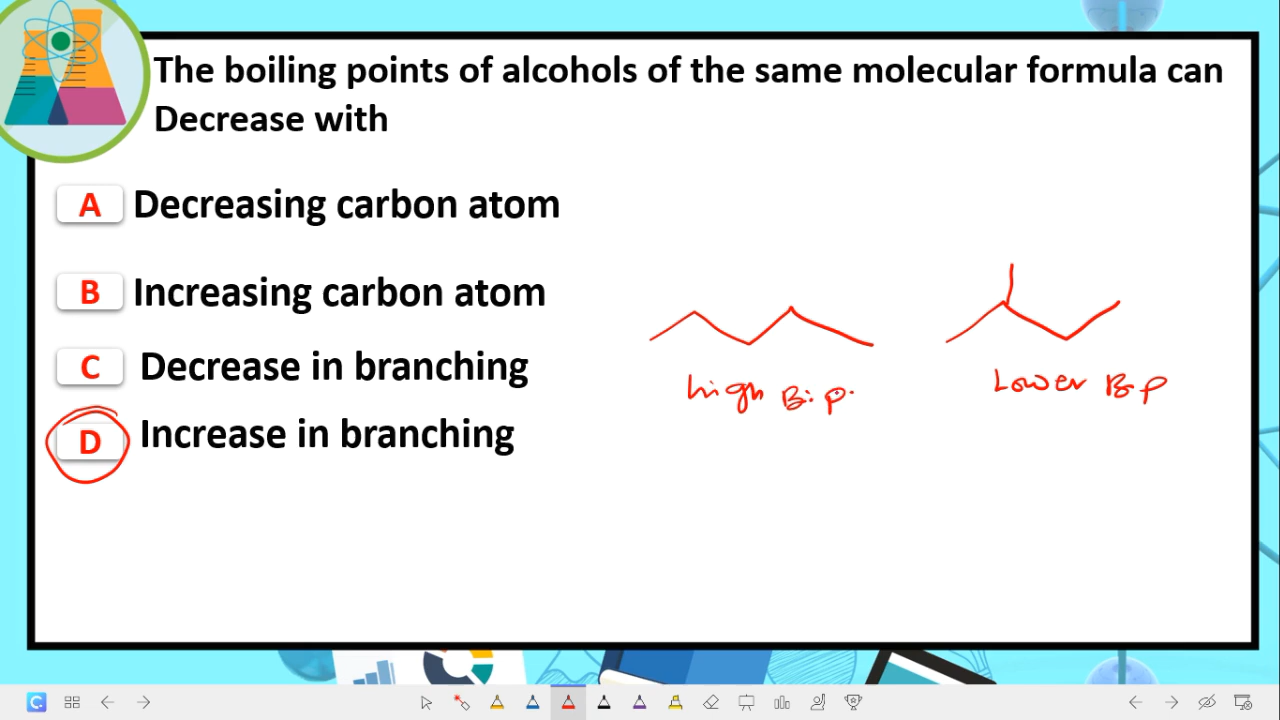 The boiling points of alcohols of the same molecular formula can
Decrease with
A Decreasing carbon atom
B Increasing carbon atom
C Decrease in branching
D Increase in branching
high B.p.
Lower B.p